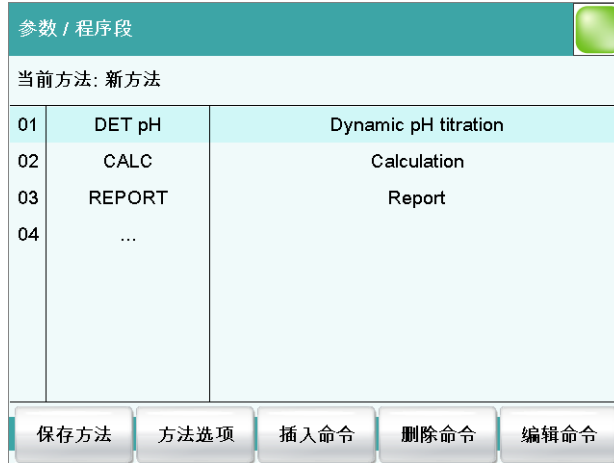 参数 / 程序段
当前方法: 新方法
01 DET pH Dynamic pH titration
02 CALC Calculation
03 REPORT Report
04 ...
保存方法 方法选项 插入命令 删除命令 编辑命令